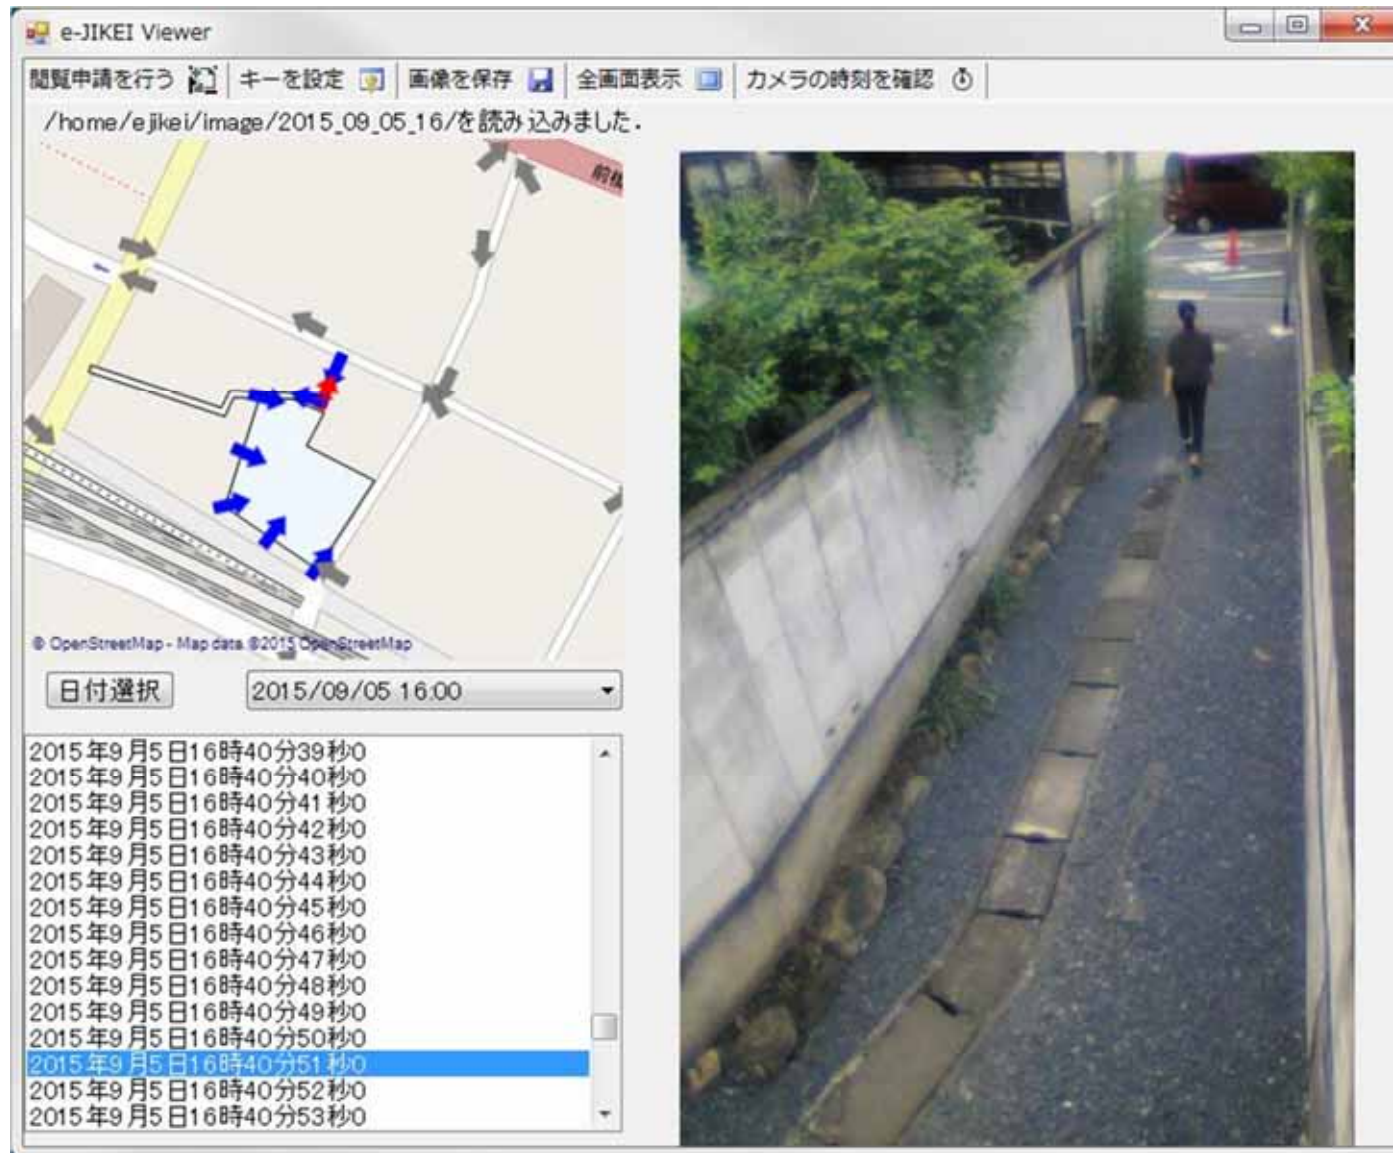 e-JIKEI Viewer
閲覧申請を行う キーを設定 画像を保存 全画面表示 カメラの時刻を確認
/home/ejikei/image/2015_09_05_16/を読み込みました.
前橋
© OpenStreetMap - Map data ©2015 OpenStreetMap
日付選択 2015/09/05 16:00
2015年9月5日16時40分39秒0
2015年9月5日16時40分40秒0
2015年9月5日16時40分41秒0
2015年9月5日16時40分42秒0
2015年9月5日16時40分43秒0
2015年9月5日16時40分44秒0
2015年9月5日16時40分45秒0
2015年9月5日16時40分46秒0
2015年9月5日16時40分47秒0
2015年9月5日16時40分48秒0
2015年9月5日16時40分49秒0
2015年9月5日16時40分50秒0
2015年9月5日16時40分51秒0
2015年9月5日16時40分52秒0
2015年9月5日16時40分53秒0